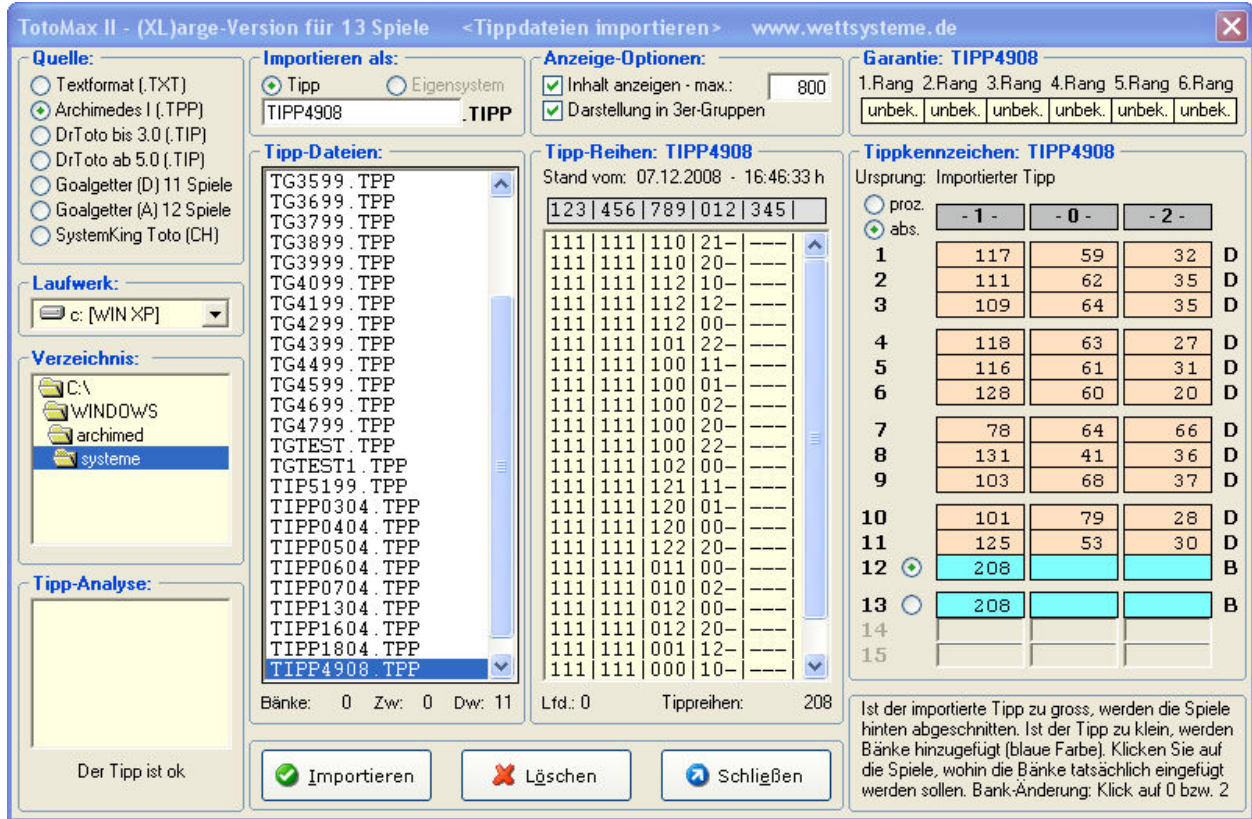 TotoMax II - (XL)arge-Version für 13 Spiele <Tippdateien importieren> www.wettsysteme.de
Quelle:
Textformat (.TXT)
Archimedes I (.TPP)
DrToto bis 3.0 (.TIP)
DrToto ab 5.0 (.TIP)
Goalgetter (D) 11 Spiele
Goalgetter (A) 12 Spiele
SystemKing Toto (CH)
Laufwerk:
c: [WIN XP]
Verzeichnis:
C:\
WINDOWS
archimed
systeme
Tipp-Analyse:
Der Tipp ist ok
Importieren als:
Tipp Eigensystem
TIPP4908 .TIPP
Tipp-Dateien:
TG3599.TPP
TG3699.TPP
TG3799.TPP
TG3899.TPP
TG3999.TPP
TG4099.TPP
TG4199.TPP
TG4299.TPP
TG4399.TPP
TG4499.TPP
TG4599.TPP
TG4699.TPP
TG4799.TPP
TGTEST.TPP
TGTEST1.TPP
TIP5199.TPP
TIPP0304.TPP
TIPP0404.TPP
TIPP0504.TPP
TIPP0604.TPP
TIPP0704.TPP
TIPP1304.TPP
TIPP1604.TPP
TIPP1804.TPP
TIPP4908.TPP
Bänke: 0 Zw: 0 Dw: 11
Anzeige-Optionen:
Inhalt anzeigen - max.: 800
Darstellung in 3er-Gruppen
Tipp-Reihen: TIPP4908
Stand vom: 07.12.2008 - 16:46:33 h
123|456|789|012|345|
111|111|110|21-|---|
111|111|110|20-|---|
111|111|112|10-|---|
111|111|112|12-|---|
111|111|112|00-|---|
111|111|101|22-|---|
111|111|100|11-|---|
111|111|100|01-|---|
111|111|100|02-|---|
111|111|100|20-|---|
111|111|100|22-|---|
111|111|102|00-|---|
111|111|121|11-|---|
111|111|120|01-|---|
111|111|120|00-|---|
111|111|122|20-|---|
111|111|011|00-|---|
111|111|010|02-|---|
111|111|012|00-|---|
111|111|012|20-|---|
111|111|001|12-|---|
111|111|000|10-|---|
Lfd.: 0 Tippreihen: 208
Garantie: TIPP4908
1.Rang 2.Rang 3.Rang 4.Rang 5.Rang 6.Rang
unbek. unbek. unbek. unbek. unbek. unbek.
Tippkennzeichen: TIPP4908
Ursprung: Importierter Tipp
proz.
abs.
- 1 - - 0 - - 2 -
1 117 59 32 D
2 111 62 35 D
3 109 64 35 D
4 118 63 27 D
5 116 61 31 D
6 128 60 20 D
7 78 64 66 D
8 131 41 36 D
9 103 68 37 D
10 101 79 28 D
11 125 53 30 D
12 208 B
13 208 B
14
15
Ist der importierte Tipp zu gross, werden die Spiele
hinten abgeschnitten. Ist der Tipp zu klein, werden
Bänke hinzugefügt (blaue Farbe). Klicken Sie auf
die Spiele, wohin die Bänke tatsächlich eingefügt
werden sollen. Bank-Änderung: Klick auf 0 bzw. 2
Importieren
Löschen
Schließen